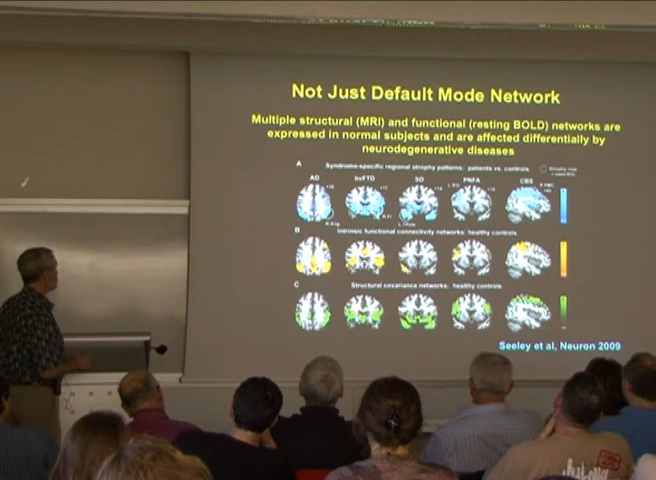 Not Just Default Mode Network
Multiple structural (MRI) and functional (resting BOLD) networks are
expressed in normal subjects and are affected differentially by
neurodegenerative diseases
A Syndrome-specific regional atrophy patterns: patients vs. controls
AD bvFTD SD PNFA CBS
B Intrinsic functional connectivity networks: healthy controls
C Structural covariance networks: healthy controls
Seeley et al, Neuron 2009